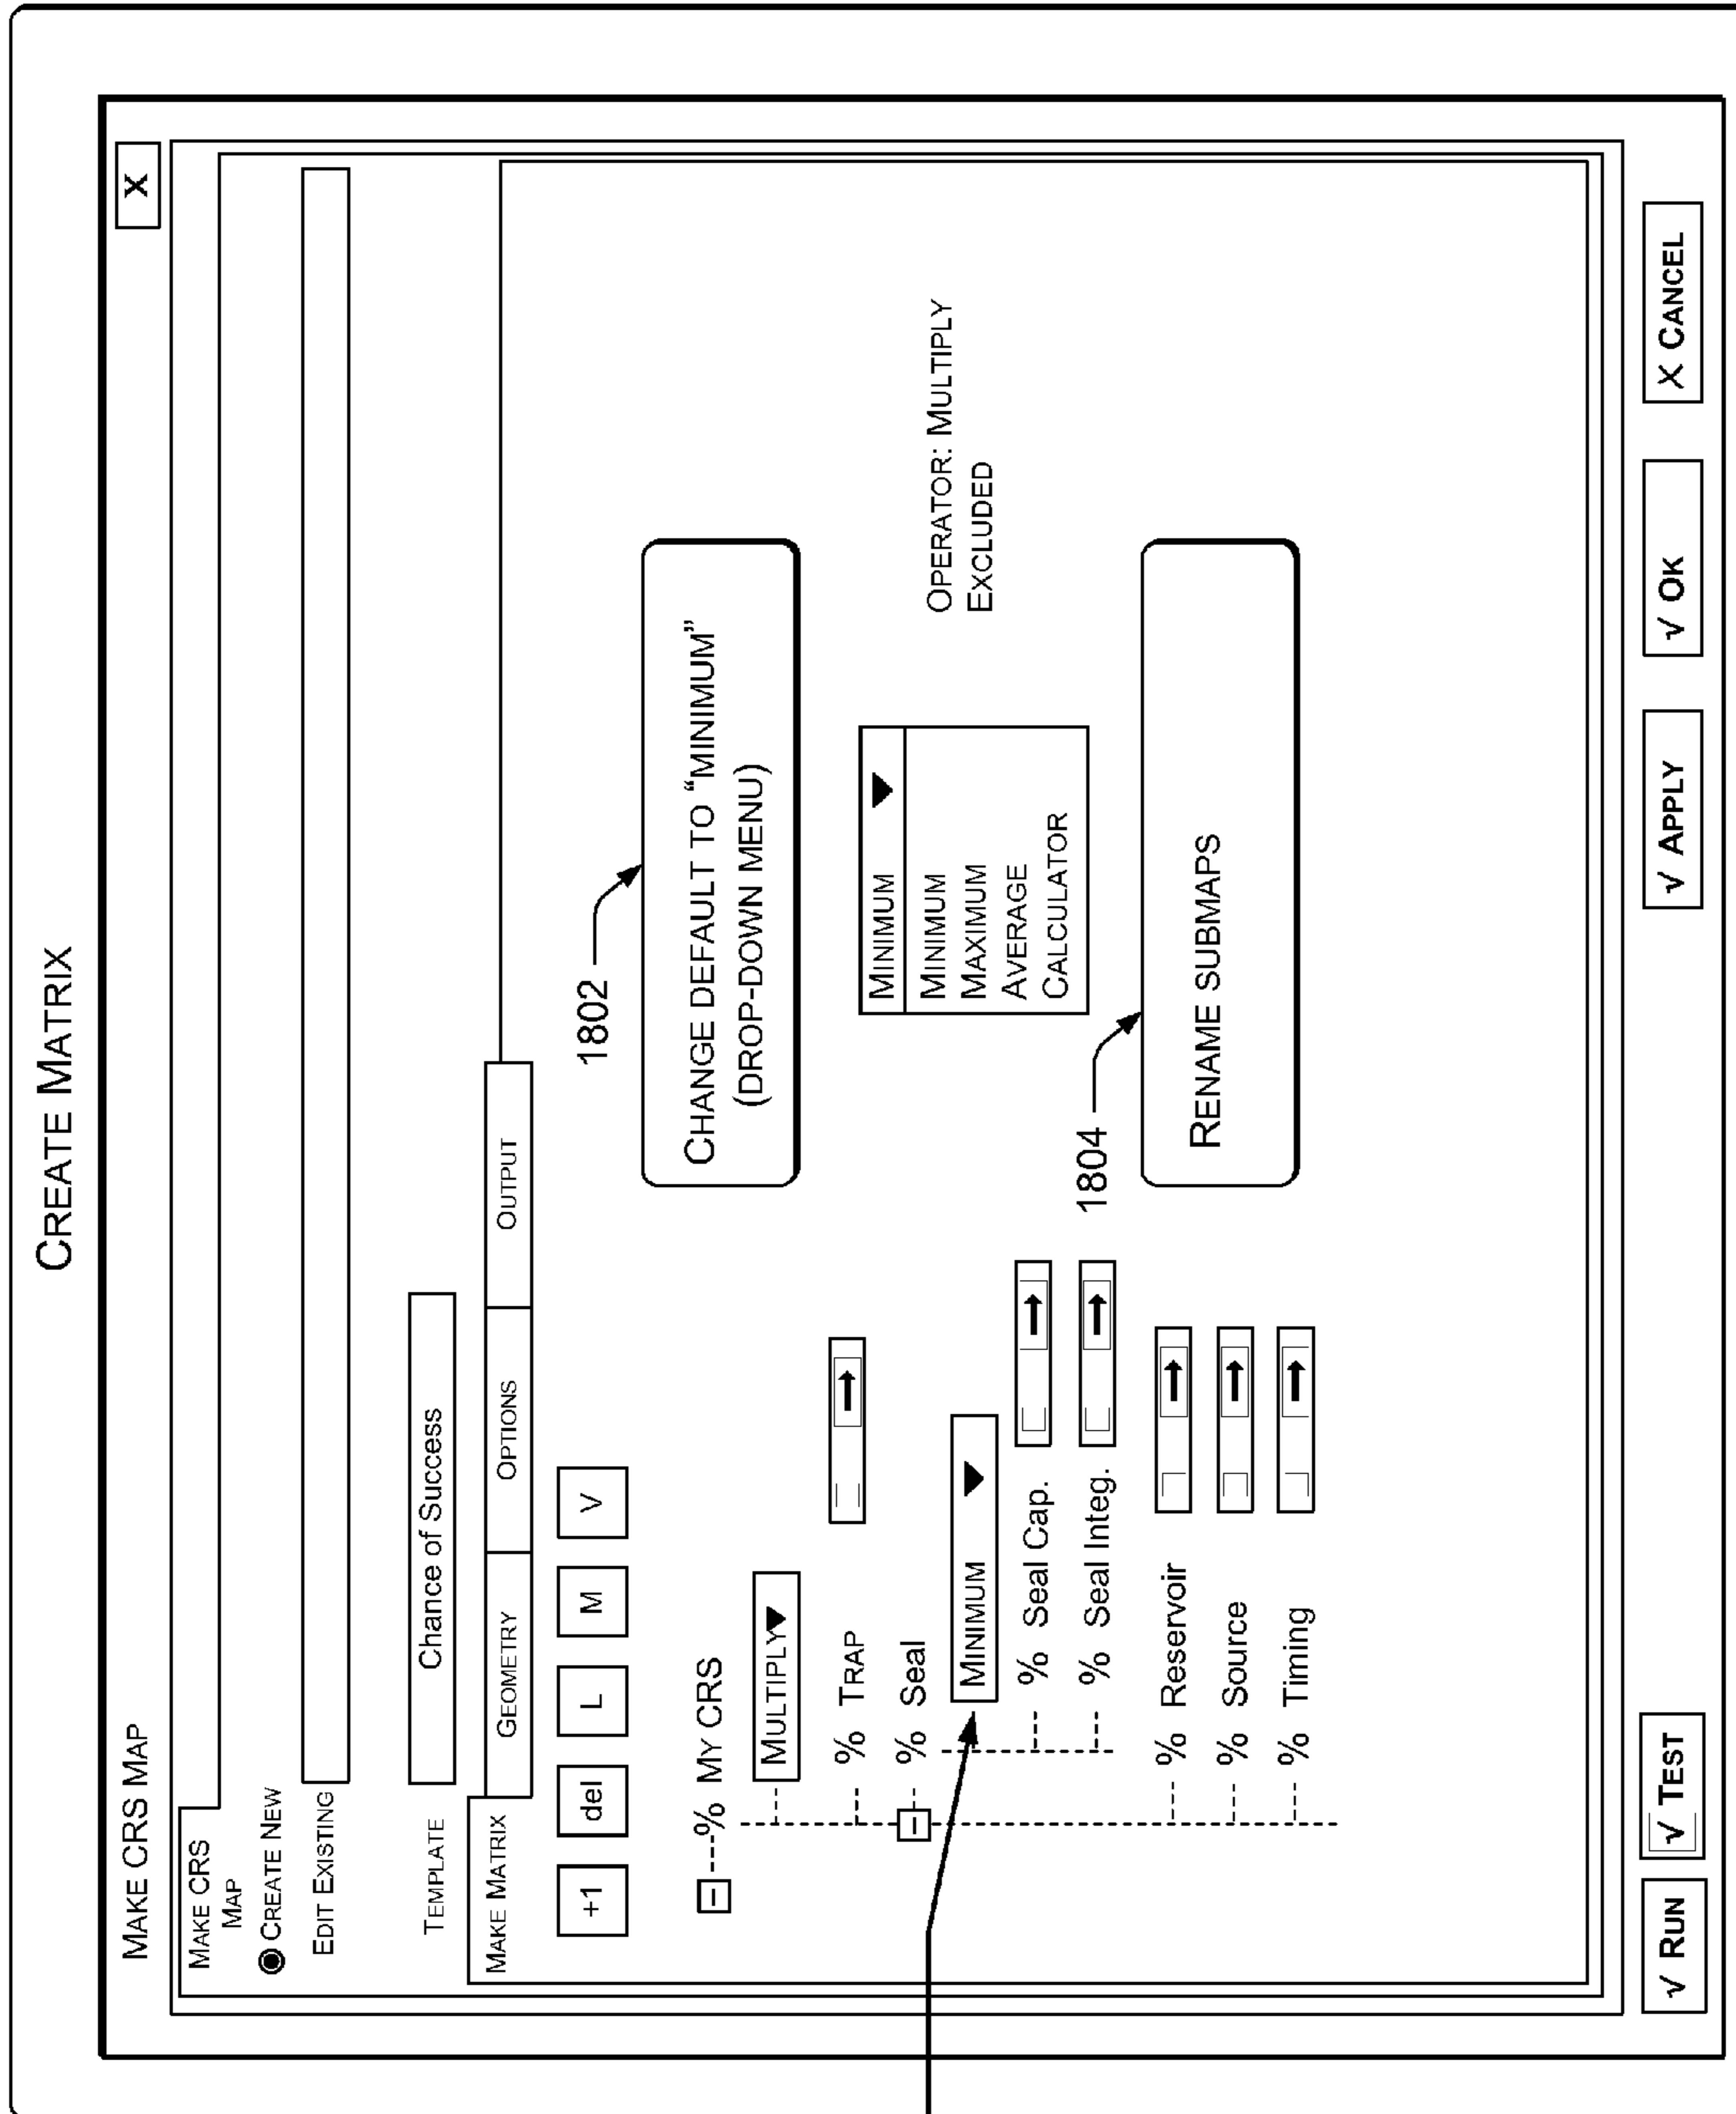 CREATE MATRIX
MAKE CRS MAP
X
MAKE CRS
MAP
CREATE NEW
EDIT EXISTING
TEMPLATE
Chance of Success
MAKE MATRIX
GEOMETRY
OPTIONS
OUTPUT
+1
del
L
M
V
% MY CRS
MULTIPLY
% TRAP
% Seal
MINIMUM
% Seal Cap.
% Seal Integ.
% Reservoir
% Source
% Timing
1802
CHANGE DEFAULT TO “MINIMUM”
(DROP-DOWN MENU)
MINIMUM
MINIMUM
MAXIMUM
AVERAGE
CALCULATOR
OPERATOR: MULTIPLY
EXCLUDED
1804
RENAME SUBMAPS
√ RUN
√ TEST
√ APPLY
√ OK
X CANCEL